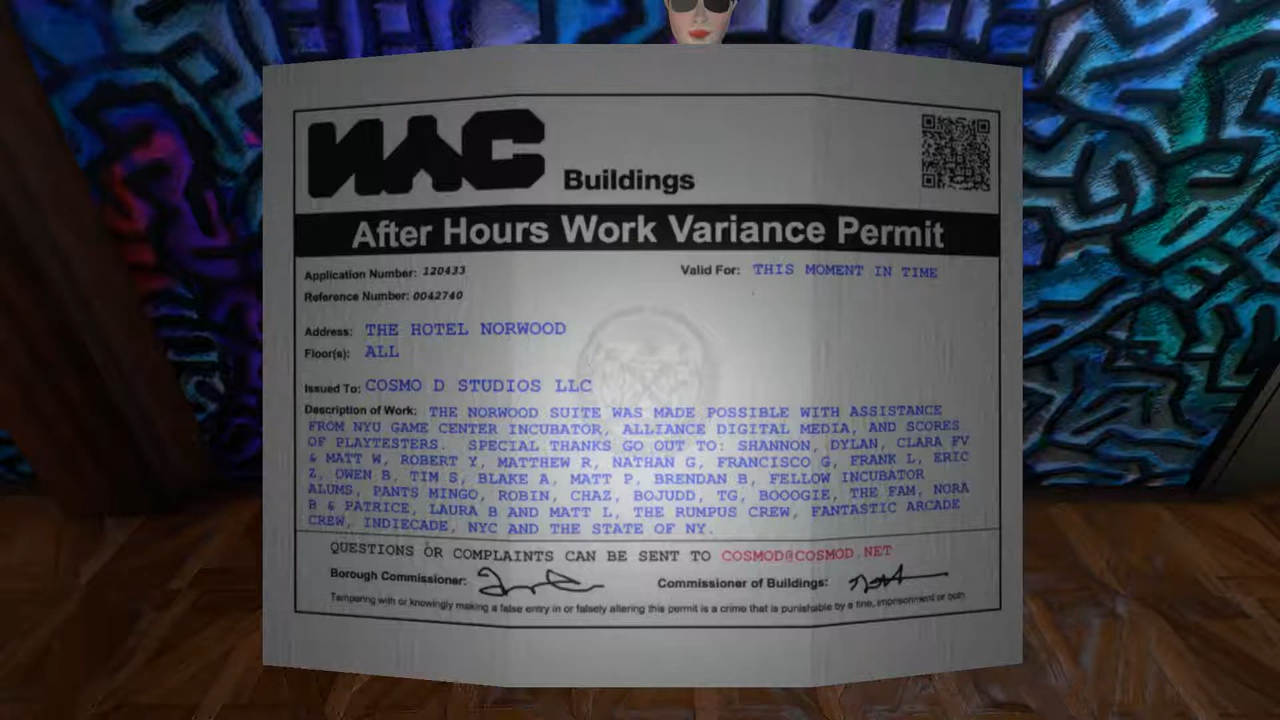 NYC Buildings
After Hours Work Variance Permit
Application Number: 120433
Valid For: THIS MOMENT IN TIME
Reference Number: 0042740
Address: THE HOTEL NORWOOD
Floor(s): ALL
Issued To: COSMO D STUDIOS LLC
Description of Work: THE NORWOOD SUITE WAS MADE POSSIBLE WITH ASSISTANCE
FROM NYU GAME CENTER INCUBATOR, ALLIANCE DIGITAL MEDIA, AND SCORES
OF PLAYTESTERS. SPECIAL THANKS GO OUT TO: SHANNON, DYLAN, CLARA FV
& MATT W, ROBERT Y, MATTHEW R, NATHAN G, FRANCISCO G, FRANK L, ERIC
Z, OWEN B, TIM S, BLAKE A, MATT P, BRENDAN B, FELLOW INCUBATOR
ALUMS, PANTS MINGO, ROBIN, CHAZ, BOJUDD, TG, BOOOGIE, THE FAM, NORA
B & PATRICE, LAURA B AND MATT L, THE RUMPUS CREW, FANTASTIC ARCADE
CREW, INDIECADE, NYC AND THE STATE OF NY.
QUESTIONS OR COMPLAINTS CAN BE SENT TO COSMOD@COSMOD.NET
Borough Commissioner:
Commissioner of Buildings:
Tampering with or knowingly making a false entry in or falsely altering this permit is a crime that is punishable by a fine, imprisonment or both